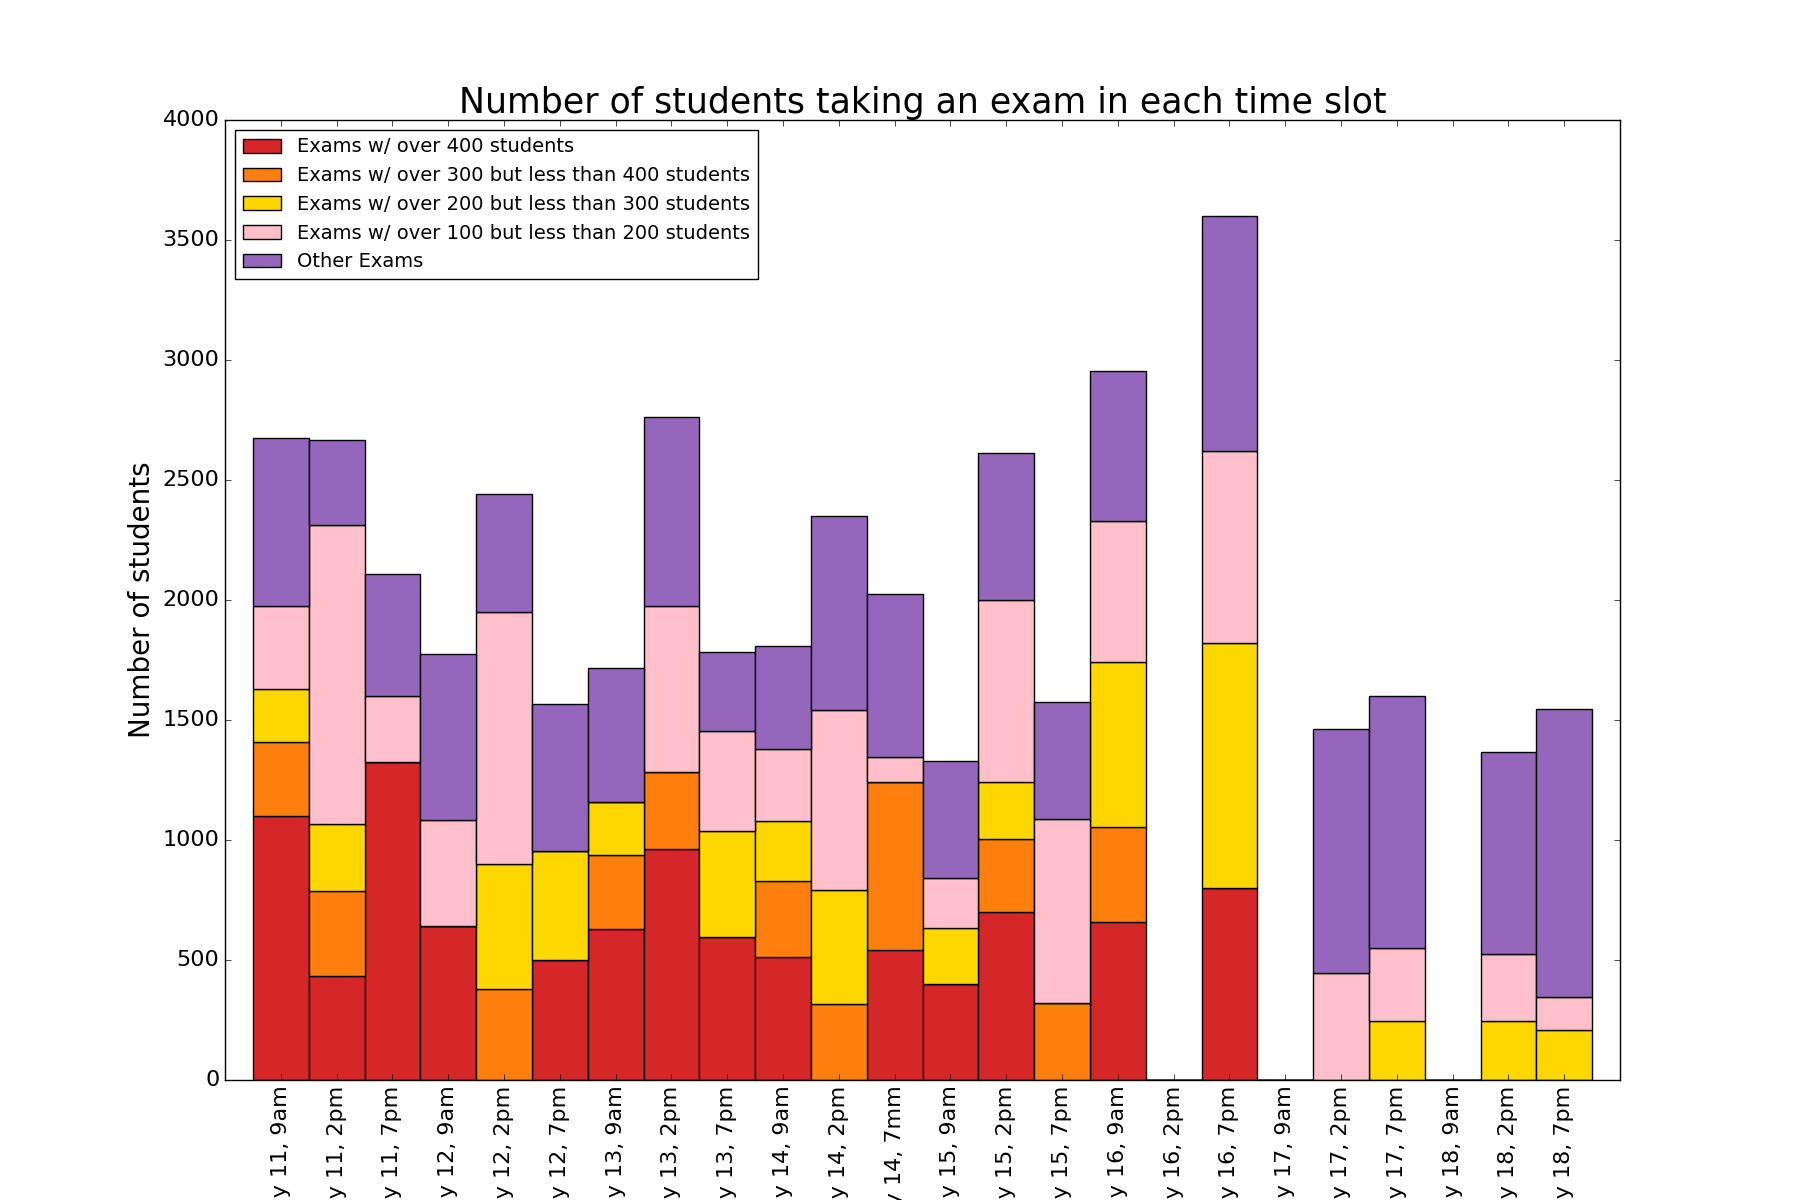 Number of students taking an exam in each time slot
Exams w/ over 400 students
Exams w/ over 300 but less than 400 students
Exams w/ over 200 but less than 300 students
Exams w/ over 100 but less than 200 students
Other Exams
Number of students
4000
3500
3000
2500
2000
1500
1000
500
0
y 11, 9am
y 11, 2pm
y 11, 7pm
y 12, 9am
y 12, 2pm
y 12, 7pm
y 13, 9am
y 13, 2pm
y 13, 7pm
y 14, 9am
y 14, 2pm
y 14, 7mm
y 15, 9am
y 15, 2pm
y 15, 7pm
y 16, 9am
y 16, 2pm
y 16, 7pm
y 17, 9am
y 17, 2pm
y 17, 7pm
y 18, 9am
y 18, 2pm
y 18, 7pm